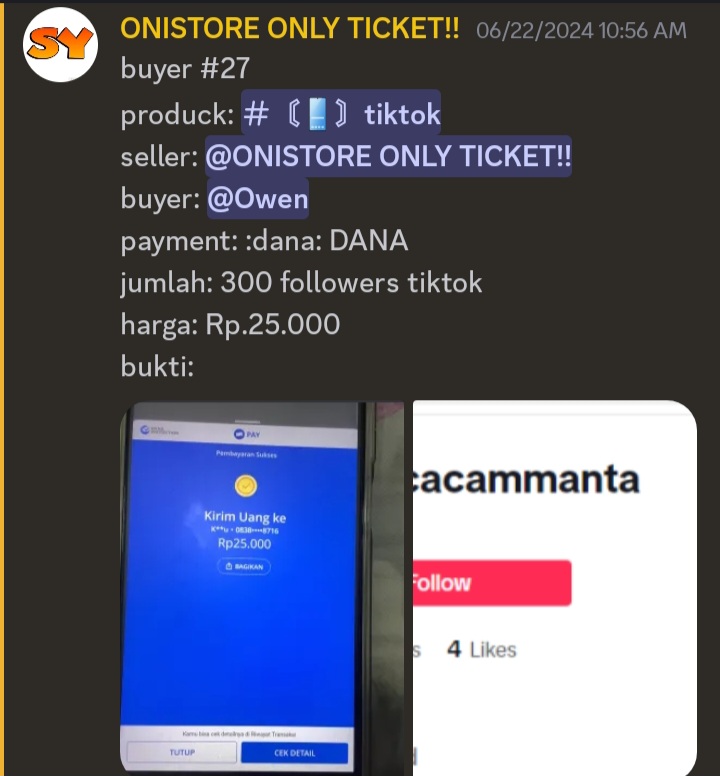 SY
ONISTORE ONLY TICKET!! 06/22/2024 10:56 AM
buyer #27
produck: # 〘📱〙tiktok
seller: @ONISTORE ONLY TICKET!!
buyer: @Owen
payment: :dana: DANA
jumlah: 300 followers tiktok
harga: Rp.25.000
bukti:
PAY
Pembayaran Sukses
Kirim Uang ke
K**u • 0838••••8716
Rp25.000
BAGIKAN
Kamu bisa cek detailnya di Riwayat Transaksi
TUTUP
CEK DETAIL
cacammanta
Follow
s 4 Likes